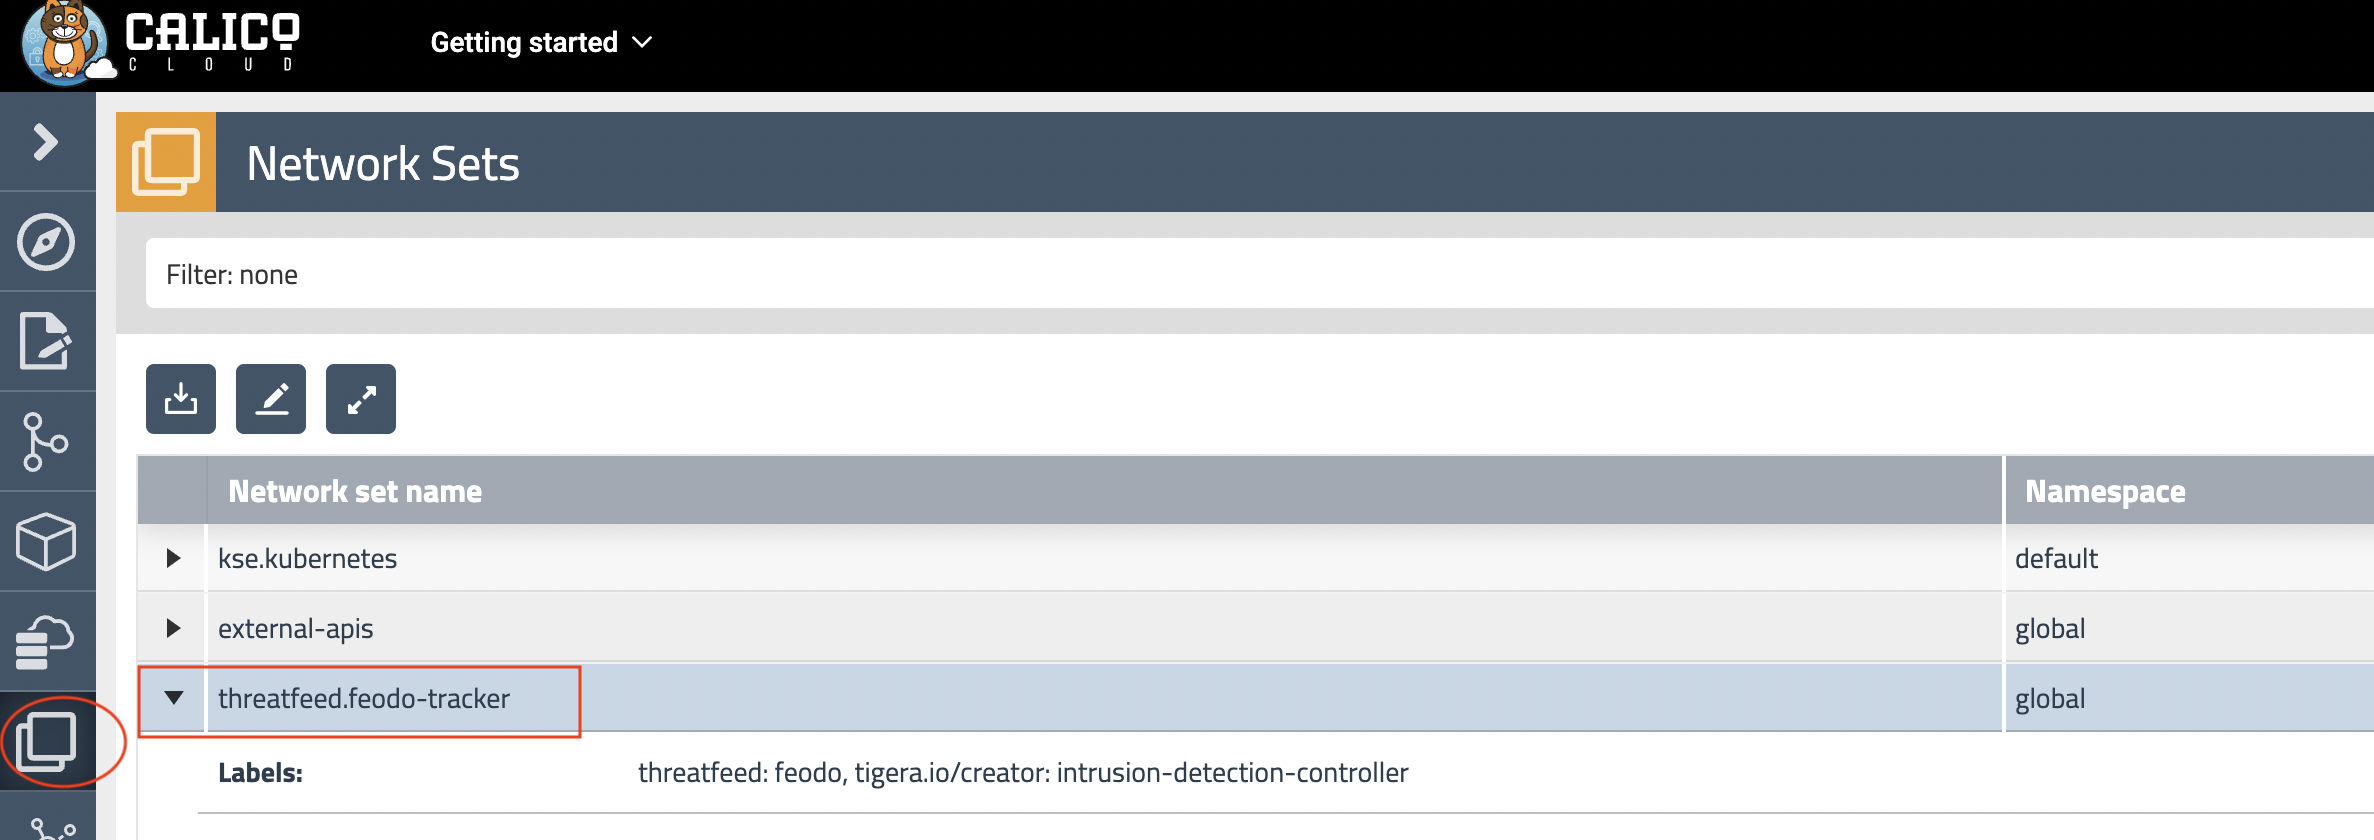 CALICO
CLOUD
Getting started
Network Sets
Filter: none
Network set name
Namespace
kse.kubernetes
default
external-apis
global
threatfeed.feodo-tracker
global
Labels:
threatfeed: feodo, tigera.io/creator: intrusion-detection-controller